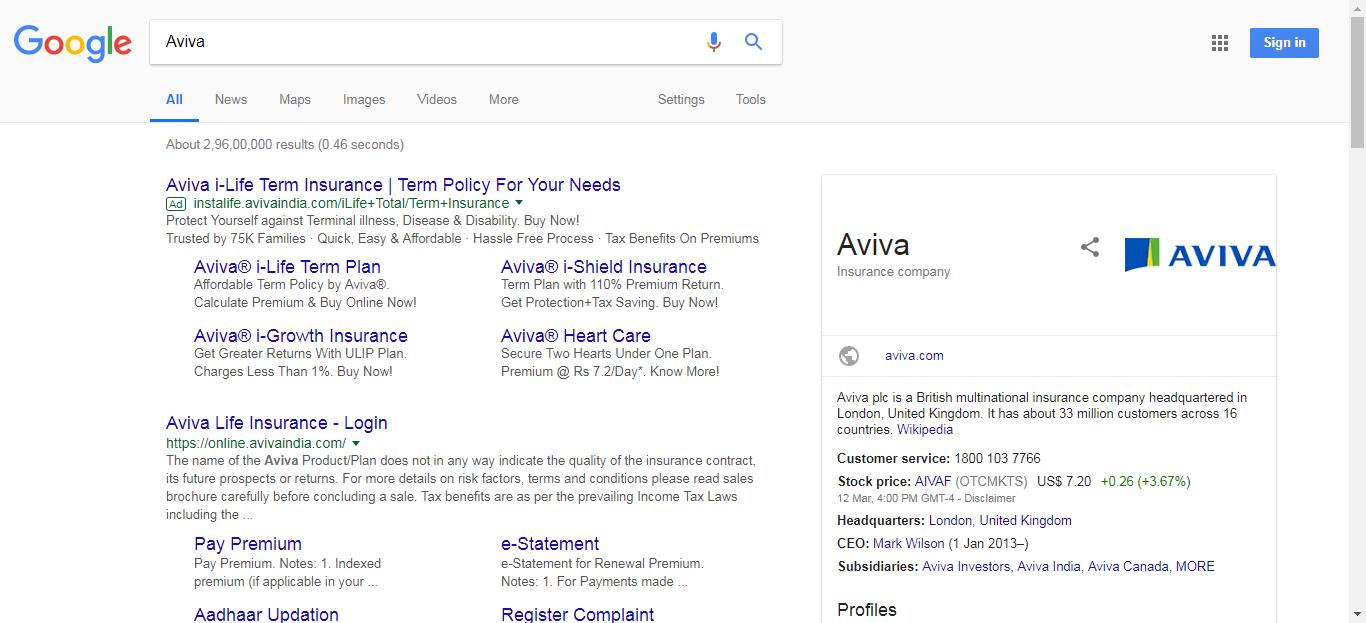 Google
Aviva
Sign in
All News Maps Images Videos More Settings Tools
About 2,96,00,000 results (0.46 seconds)
Aviva i-Life Term Insurance | Term Policy For Your Needs
Ad instalife.avivaindia.com/iLife+Total/Term+Insurance
Protect Yourself against Terminal illness, Disease & Disability. Buy Now!
Trusted by 75K Families · Quick, Easy & Affordable · Hassle Free Process · Tax Benefits On Premiums
Aviva® i-Life Term Plan
Affordable Term Policy by Aviva®.
Calculate Premium & Buy Online Now!
Aviva® i-Shield Insurance
Term Plan with 110% Premium Return.
Get Protection+Tax Saving. Buy Now!
Aviva® i-Growth Insurance
Get Greater Returns With ULIP Plan.
Charges Less Than 1%. Buy Now!
Aviva® Heart Care
Secure Two Hearts Under One Plan.
Premium @ Rs 7.2/Day*. Know More!
Aviva Life Insurance - Login
https://online.avivaindia.com/
The name of the Aviva Product/Plan does not in any way indicate the quality of the insurance contract,
its future prospects or returns. For more details on risk factors, terms and conditions please read sales
brochure carefully before concluding a sale. Tax benefits are as per the prevailing Income Tax Laws
including the ...
Pay Premium
Pay Premium. Notes: 1. Indexed
premium (if applicable in your ...
e-Statement
e-Statement for Renewal Premium.
Notes: 1. For Payments made ...
Aadhaar Updation
Register Complaint
Aviva
Insurance company
AVIVA
aviva.com
Aviva plc is a British multinational insurance company headquartered in
London, United Kingdom. It has about 33 million customers across 16
countries. Wikipedia
Customer service: 1800 103 7766
Stock price: AIVAF (OTCMKTS) US$ 7.20 +0.26 (+3.67%)
12 Mar, 4:00 PM GMT-4 - Disclaimer
Headquarters: London, United Kingdom
CEO: Mark Wilson (1 Jan 2013–)
Subsidiaries: Aviva Investors, Aviva India, Aviva Canada, MORE
Profiles